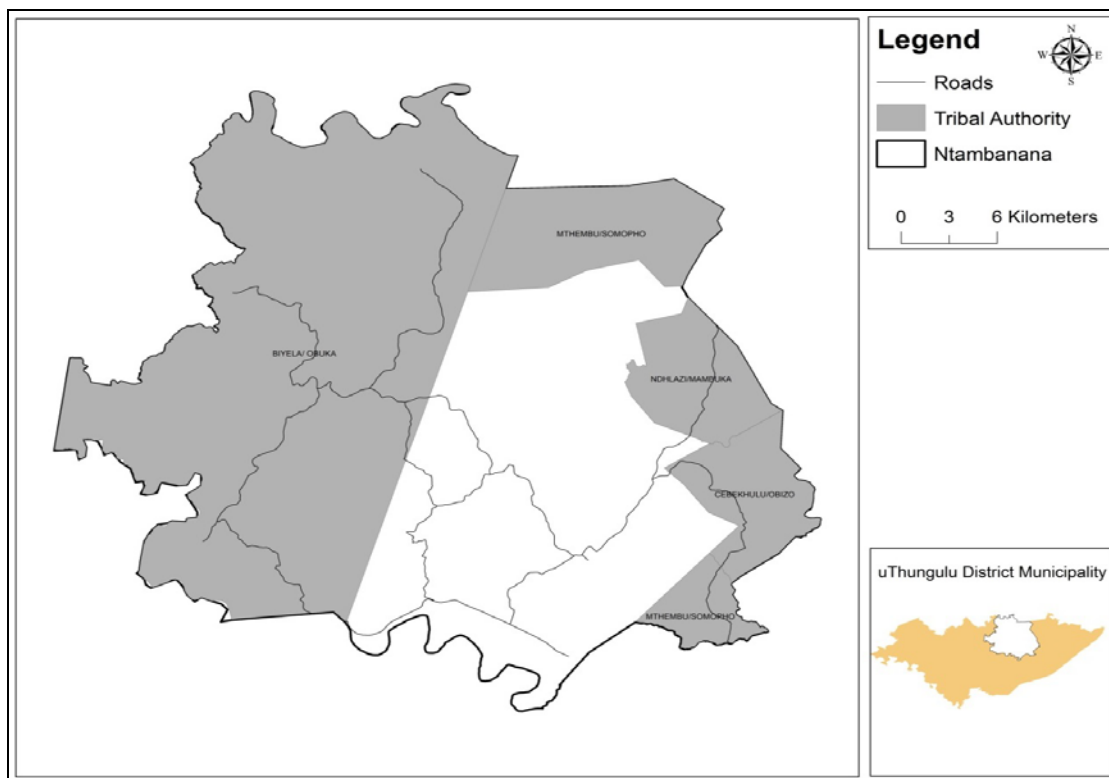 MTHEMBU/SOMOPHO
BIYELA/ OBUKA
NDHLAZI/MAMBUKA
CEBEKHULU/OBIZO
MTHEMBU/SOMOPHO
Legend
N
W E
S
Roads
Tribal Authority
Ntambanana
0 3 6 Kilometers
uThungulu District Municipality